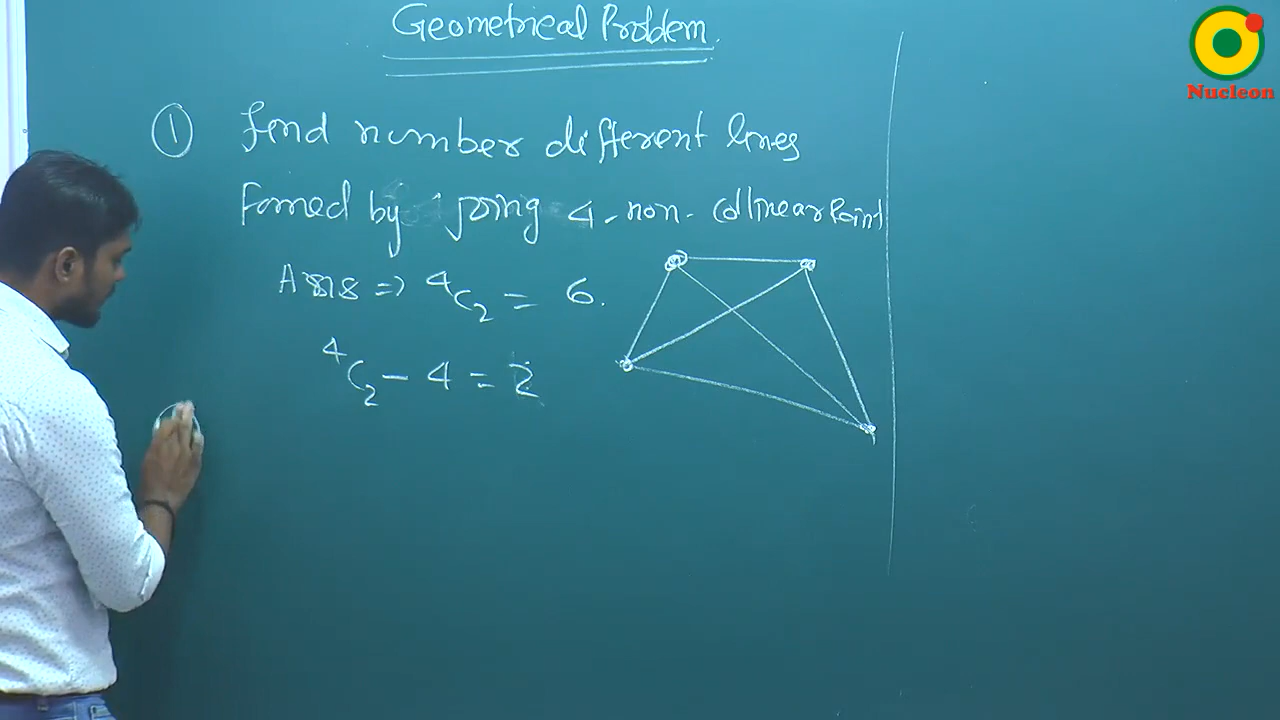 Geometrical Problem.
Nucleon
① find number different lines
Formed by joing 4-non-collinear Point
Ans ⇒ ⁴C₂ = 6.
⁴C₂ - 4 = 2